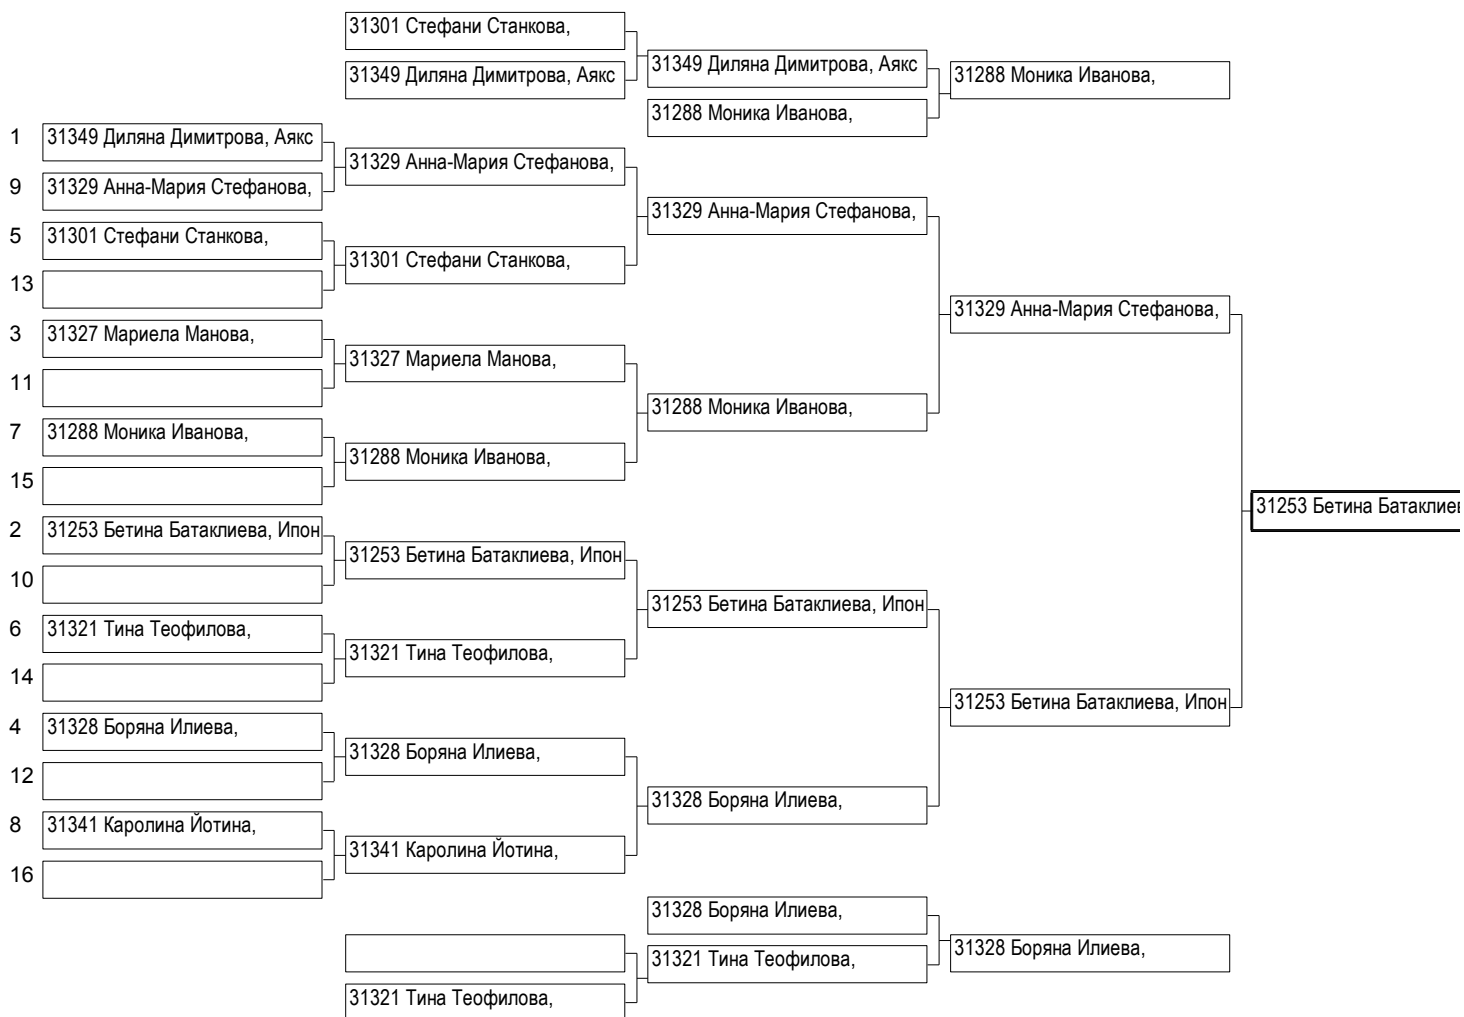 31301 Стефани Станкова,
31349 Диляна Димитрова, Аякс
31349 Диляна Димитрова, Аякс
31288 Моника Иванова,
31288 Моника Иванова,
1 31349 Диляна Димитрова, Аякс
9 31329 Анна-Мария Стефанова,
5 31301 Стефани Станкова,
13
3 31327 Мариела Манова,
11
7 31288 Моника Иванова,
15
2 31253 Бетина Батаклиева, Ипон
10
6 31321 Тина Теофилова,
14
4 31328 Боряна Илиева,
12
8 31341 Каролина Йотина,
16
31329 Анна-Мария Стефанова,
31301 Стефани Станкова,
31327 Мариела Манова,
31288 Моника Иванова,
31253 Бетина Батаклиева, Ипон
31321 Тина Теофилова,
31328 Боряна Илиева,
31341 Каролина Йотина,
31329 Анна-Мария Стефанова,
31288 Моника Иванова,
31253 Бетина Батаклиева, Ипон
31328 Боряна Илиева,
31329 Анна-Мария Стефанова,
31253 Бетина Батаклиева, Ипон
31253 Бетина Батаклиев
31328 Боряна Илиева,
31321 Тина Теофилова,
31321 Тина Теофилова,
31328 Боряна Илиева,